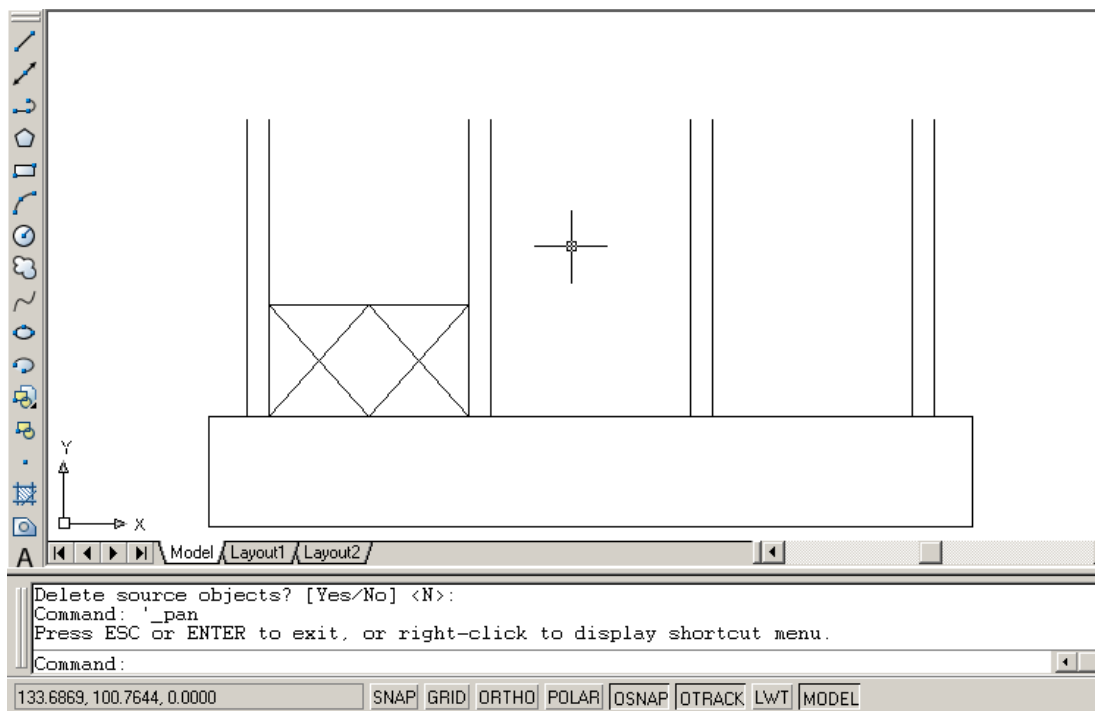 Y
X
A
Model Layout1 Layout2
Delete source objects? [Yes/No] <N>:
Command: '_pan
Press ESC or ENTER to exit, or right-click to display shortcut menu.
Command:
133.6869, 100.7644, 0.0000 SNAP GRID ORTHO POLAR OSNAP OTRACK LWT MODEL